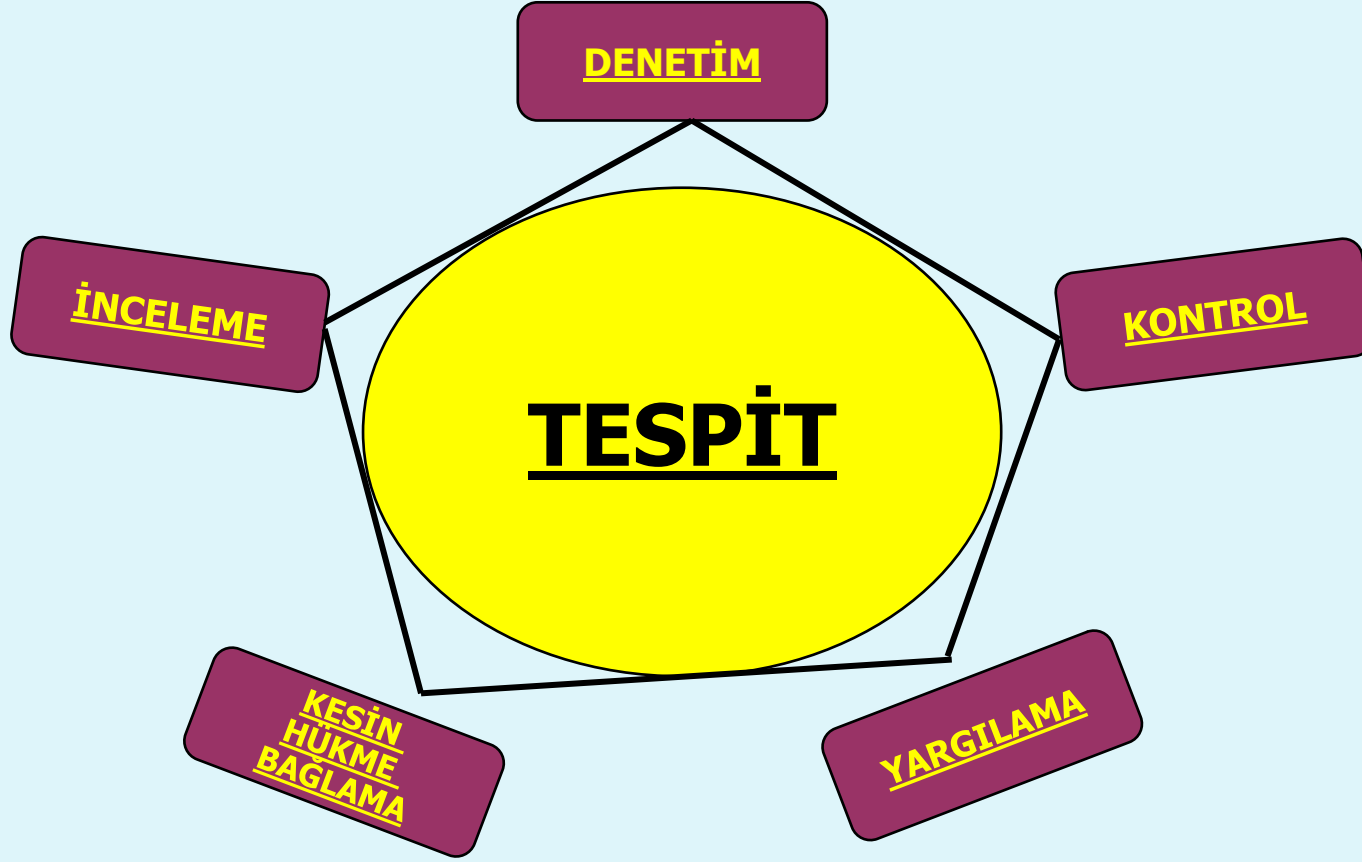 DENETİM
İNCELEME
KONTROL
TESPİT
KESİN
HÜKME
BAĞLAMA
YARGILAMA